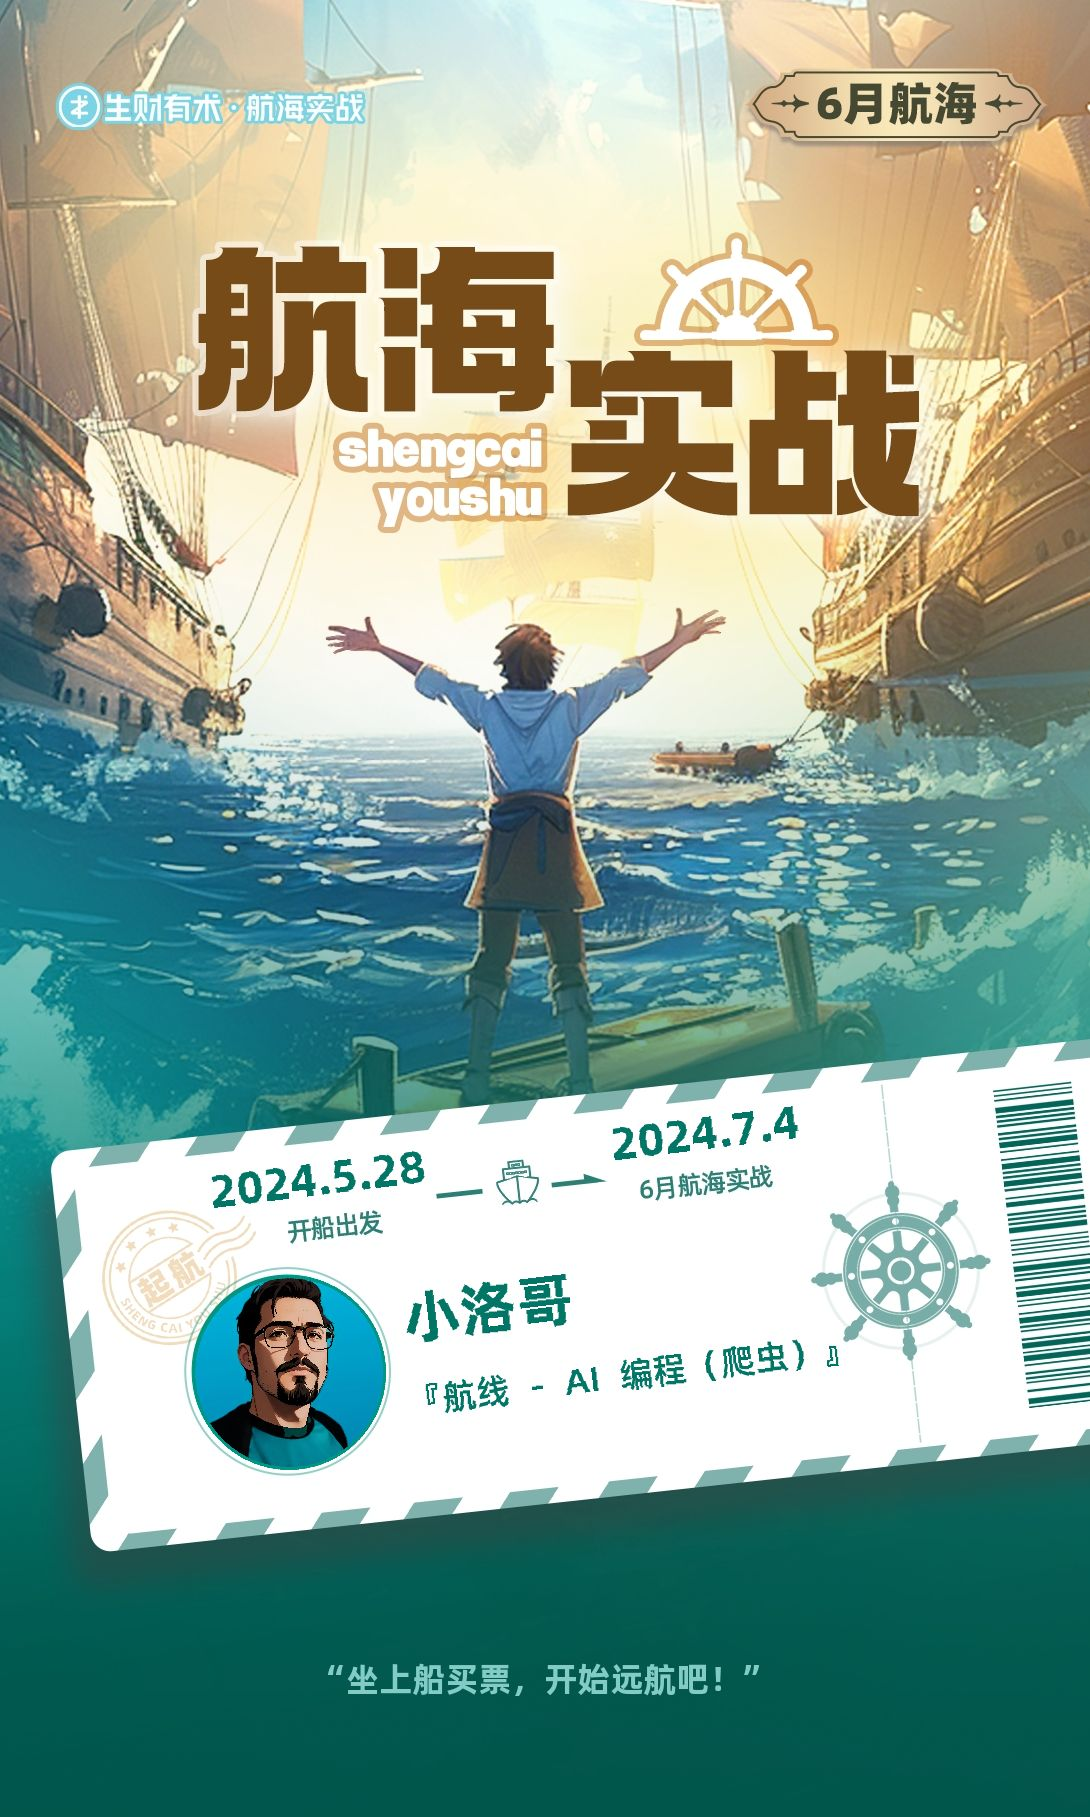 生财有术·航海实战
6月航海
航海
实战
shengcai
youshu
2024.5.28
2024.7.4
开船出发
6月航海实战
起航
SHENG CAI YOU
小洛哥
『航线 - AI 编程（爬虫）』
“坐上船买票，开始远航吧！”